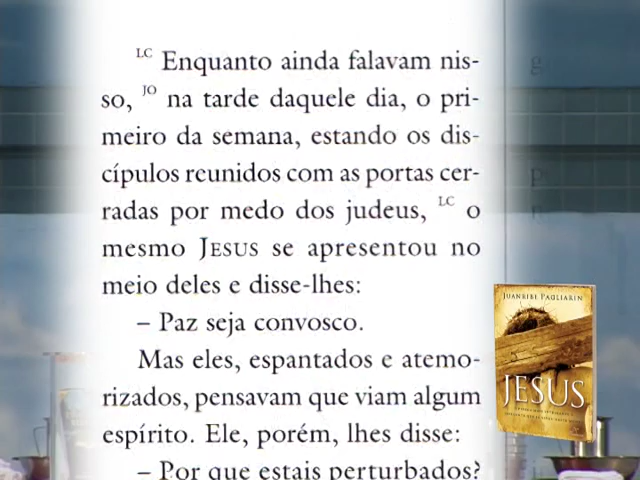 LC Enquanto ainda falavam nis-
so, JO na tarde daquele dia, o pri-
meiro da semana, estando os dis-
cípulos reunidos com as portas cer-
radas por medo dos judeus, LC o
mesmo JESUS se apresentou no
meio deles e disse-lhes:
– Paz seja convosco.
Mas eles, espantados e atemo-
rizados, pensavam que viam algum
espírito. Ele, porém, lhes disse:
– Por que estais perturbados?
JUANRIBE PAGLIARIN
JESUS